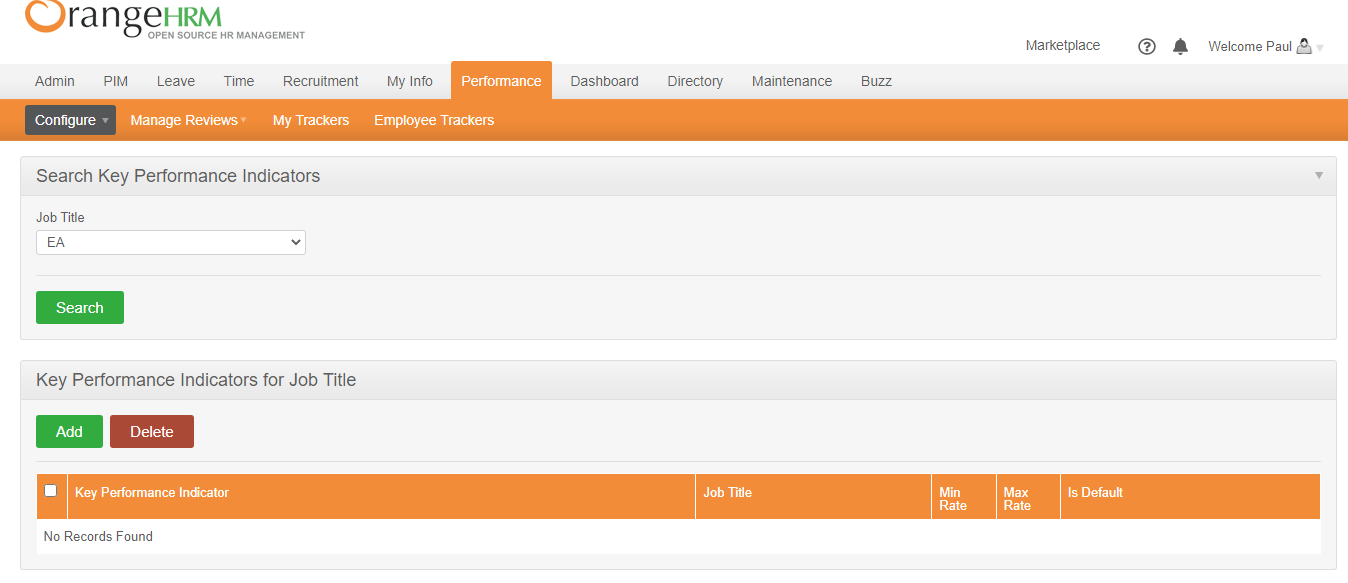 OrangeHRM
OPEN SOURCE HR MANAGEMENT
Marketplace ? Welcome Paul
Admin PIM Leave Time Recruitment My Info Performance Dashboard Directory Maintenance Buzz
Configure Manage Reviews My Trackers Employee Trackers
Search Key Performance Indicators
Job Title
EA
Search
Key Performance Indicators for Job Title
Add Delete
Key Performance Indicator Job Title Min Rate Max Rate Is Default
No Records Found